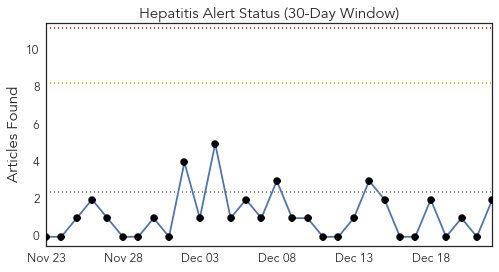 Hepatitis Alert Status (30-Day Window)
Articles Found
10
8
6
4
2
0
Nov 23 Nov 28 Dec 03 Dec 08 Dec 13 Dec 18